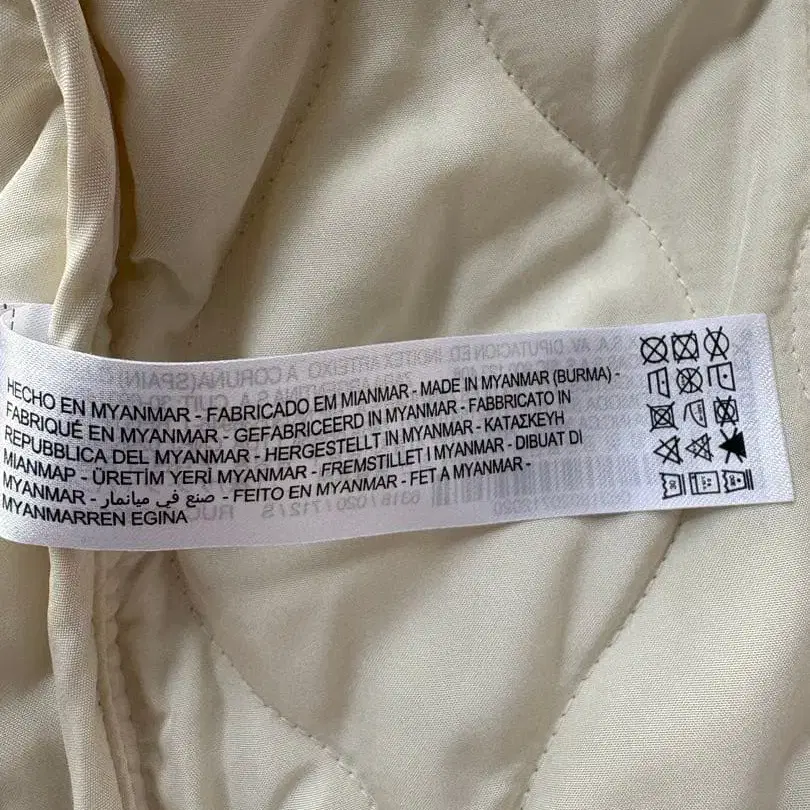 HECHO EN MYANMAR - FABRICADO EM MIANMAR - MADE IN MYANMAR (BURMA) -
FABRIQUÉ EN MYANMAR - GEFABRICEERD IN MYANMAR - FABBRICATO IN
REPUBBLICA DEL MYANMAR - HERGESTELLT IN MYANMAR - ΚΑΤΑΣΚΕΥΗ
ΜΙΑΝΜΑΡ - ÜRETİM YERİ MYANMAR - FREMSTILLET I MYANMAR - DIBUAT DI
MYANMAR - صنع في ميانمار - FEITO EN MYANMAR - FET A MYANMAR -
MYANMARREN EGINA